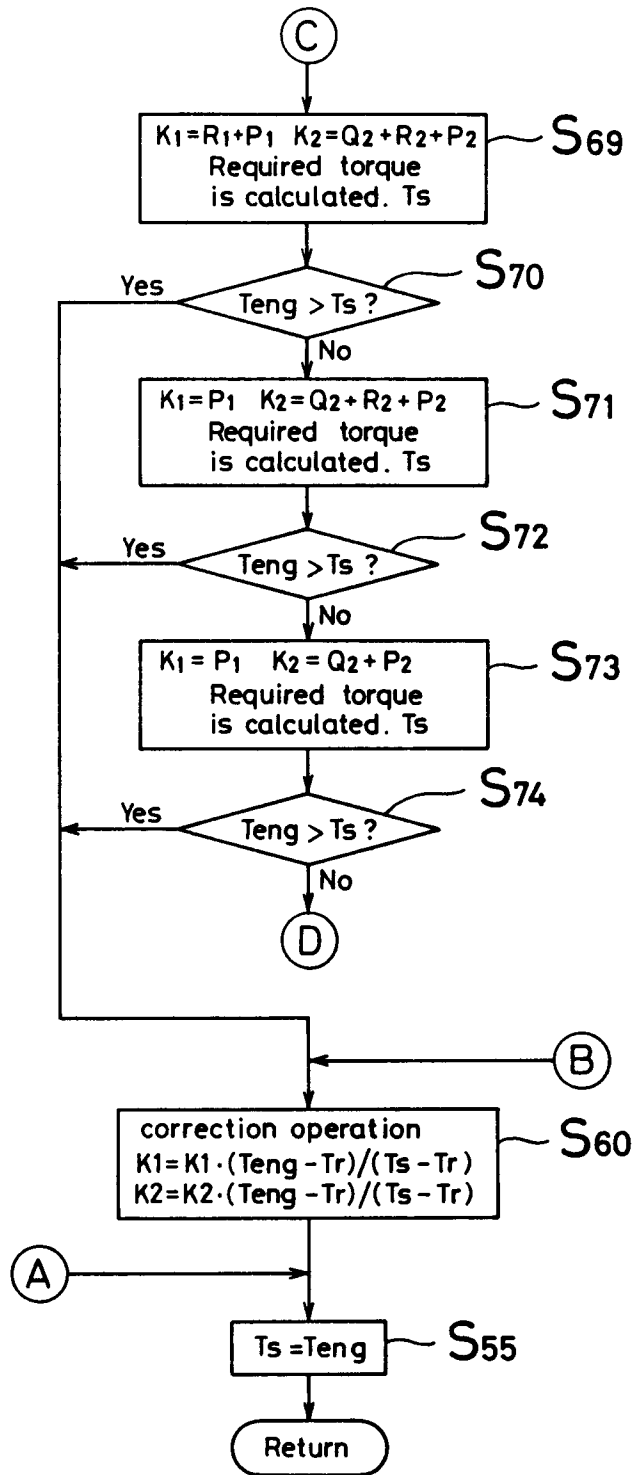 C
K1=R1+P1 K2=Q2+R2+P2
Required torque
is calculated. Ts
S69
Teng > Ts ?
S70
Yes
No
K1=P1 K2=Q2+R2+P2
Required torque
is calculated. Ts
S71
Teng > Ts ?
S72
Yes
No
K1=P1 K2=Q2+P2
Required torque
is calculated. Ts
S73
Teng > Ts ?
S74
Yes
No
D
B
correction operation
K1=K1·(Teng-Tr)/(Ts-Tr)
K2=K2·(Teng-Tr)/(Ts-Tr)
S60
A
Ts=Teng
S55
Return